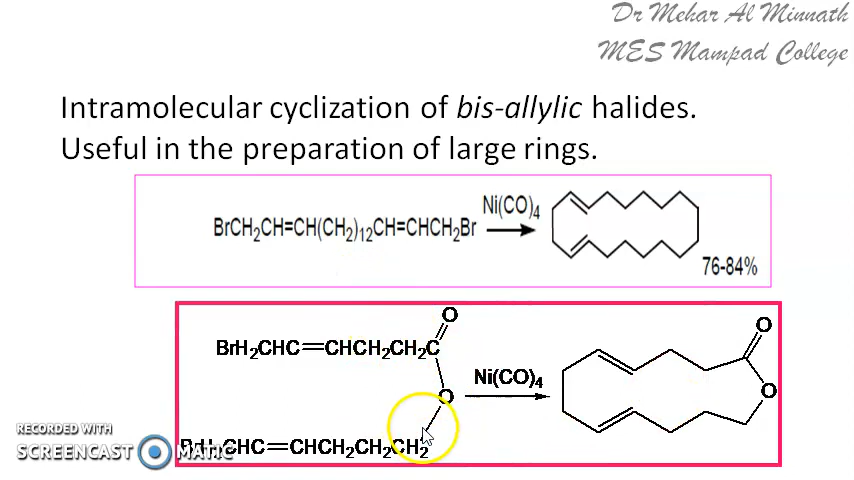 Dr Mehar Al Minnath
MES Mampad College
Intramolecular cyclization of bis-allylic halides.
Useful in the preparation of large rings.
BrCH₂CH=CH(CH₂)₁₂CH=CHCH₂Br
Ni(CO)₄
76-84%
O
BrH₂CHC=CHCH₂CH₂C
Ni(CO)₄
O
O
O
BrH₂CHC=CHCH₂CH₂CH₂
RECORDED WITH
SCREENCAST MATIC